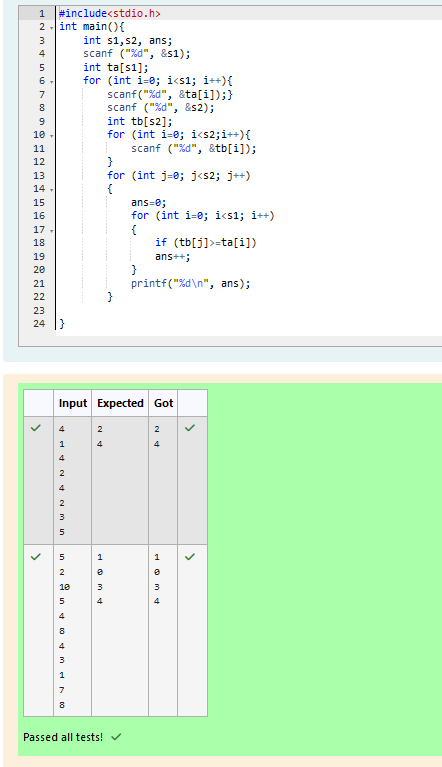 1 #include<stdio.h>
2 int main(){
3 int s1,s2, ans;
4 scanf ("%d", &s1);
5 int ta[s1];
6 for (int i=0; i<s1; i++){
7 scanf("%d", &ta[i]);}
8 scanf ("%d", &s2);
9 int tb[s2];
10 for (int i=0; i<s2;i++){
11 scanf ("%d", &tb[i]);
12 }
13 for (int j=0; j<s2; j++)
14 {
15 ans=0;
16 for (int i=0; i<s1; i++)
17 {
18 if (tb[j]>=ta[i])
19 ans++;
20 }
21 printf("%d\n", ans);
22 }
23
24 }
Input Expected Got
4 2 2
1 4 4
4
2
4
2
3
5
5 1 1
2 0 0
10 3 3
5 4 4
4
8
4
3
1
7
8
Passed all tests!